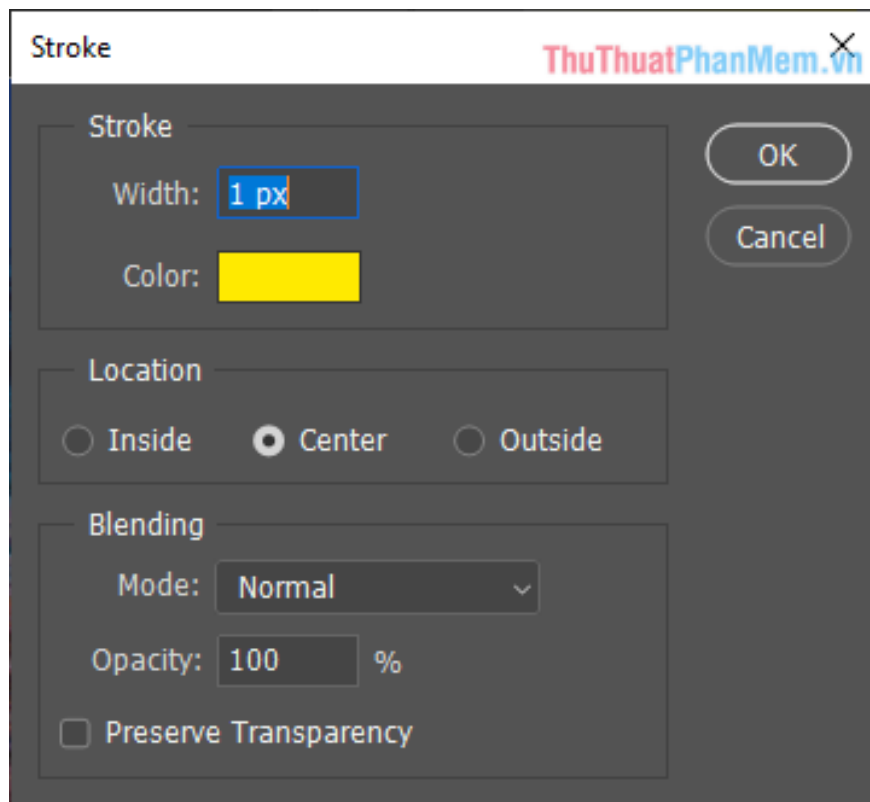 Stroke
ThuThuatPhanMem.vn
Stroke
Width: 1 px
OK
Color:
Cancel
Location
Inside Center Outside
Blending
Mode: Normal
Opacity: 100 %
Preserve Transparency